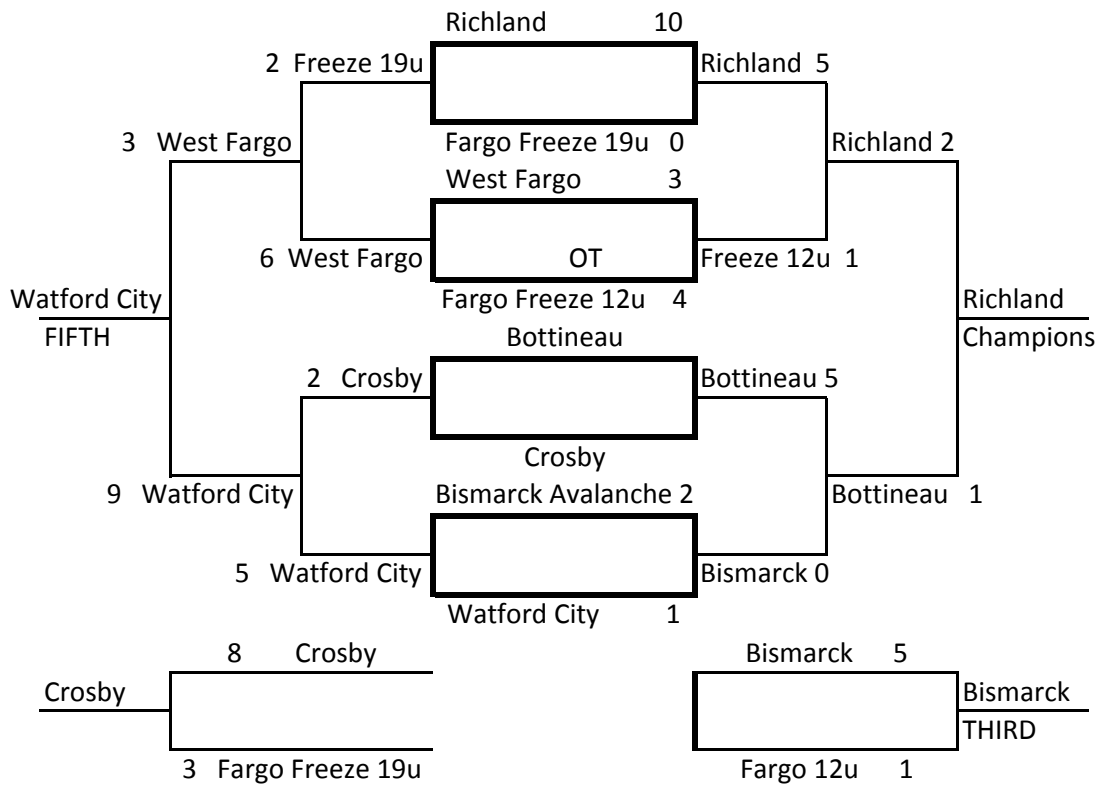 Richland 10
2 Freeze 19u
Richland 5
3 West Fargo
Fargo Freeze 19u 0
Richland 2
West Fargo 3
6 West Fargo
OT
Freeze 12u 1
Watford City
Fargo Freeze 12u 4
Richland
FIFTH
Bottineau
Champions
2 Crosby
Bottineau 5
Crosby
9 Watford City
Bismarck Avalanche 2
Bottineau 1
5 Watford City
Bismarck 0
Watford City 1
8 Crosby
Bismarck 5
Crosby
Bismarck
THIRD
3 Fargo Freeze 19u
Fargo 12u 1